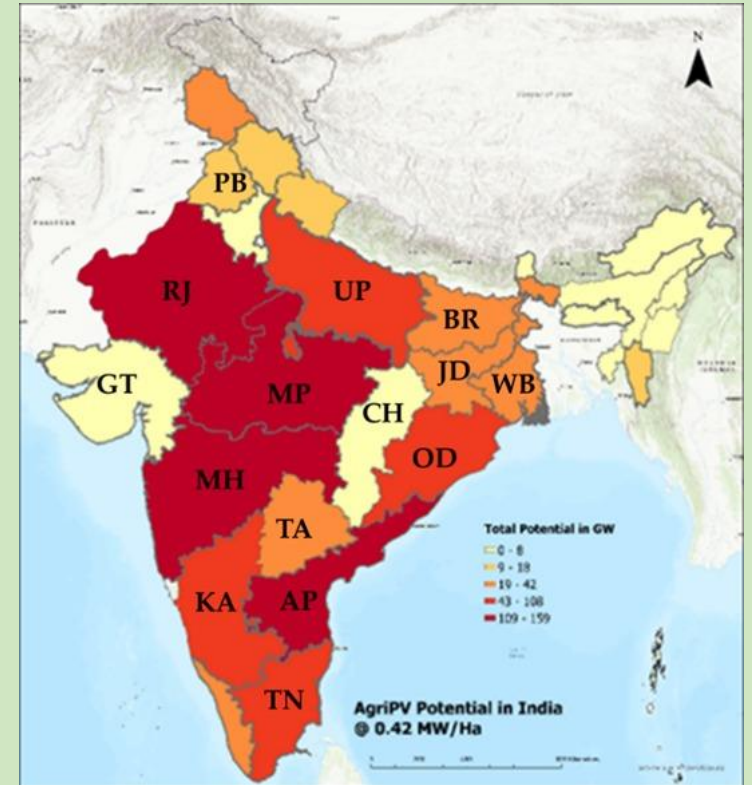 N
PB
RJ
UP
BR
GT
MP
JD
WB
CH
OD
MH
TA
Total Potential in GW
0 - 8
9 - 18
19 - 42
43 - 108
109 - 159
KA
AP
TN
AgriPV Potential in India
@ 0.42 MW/Ha